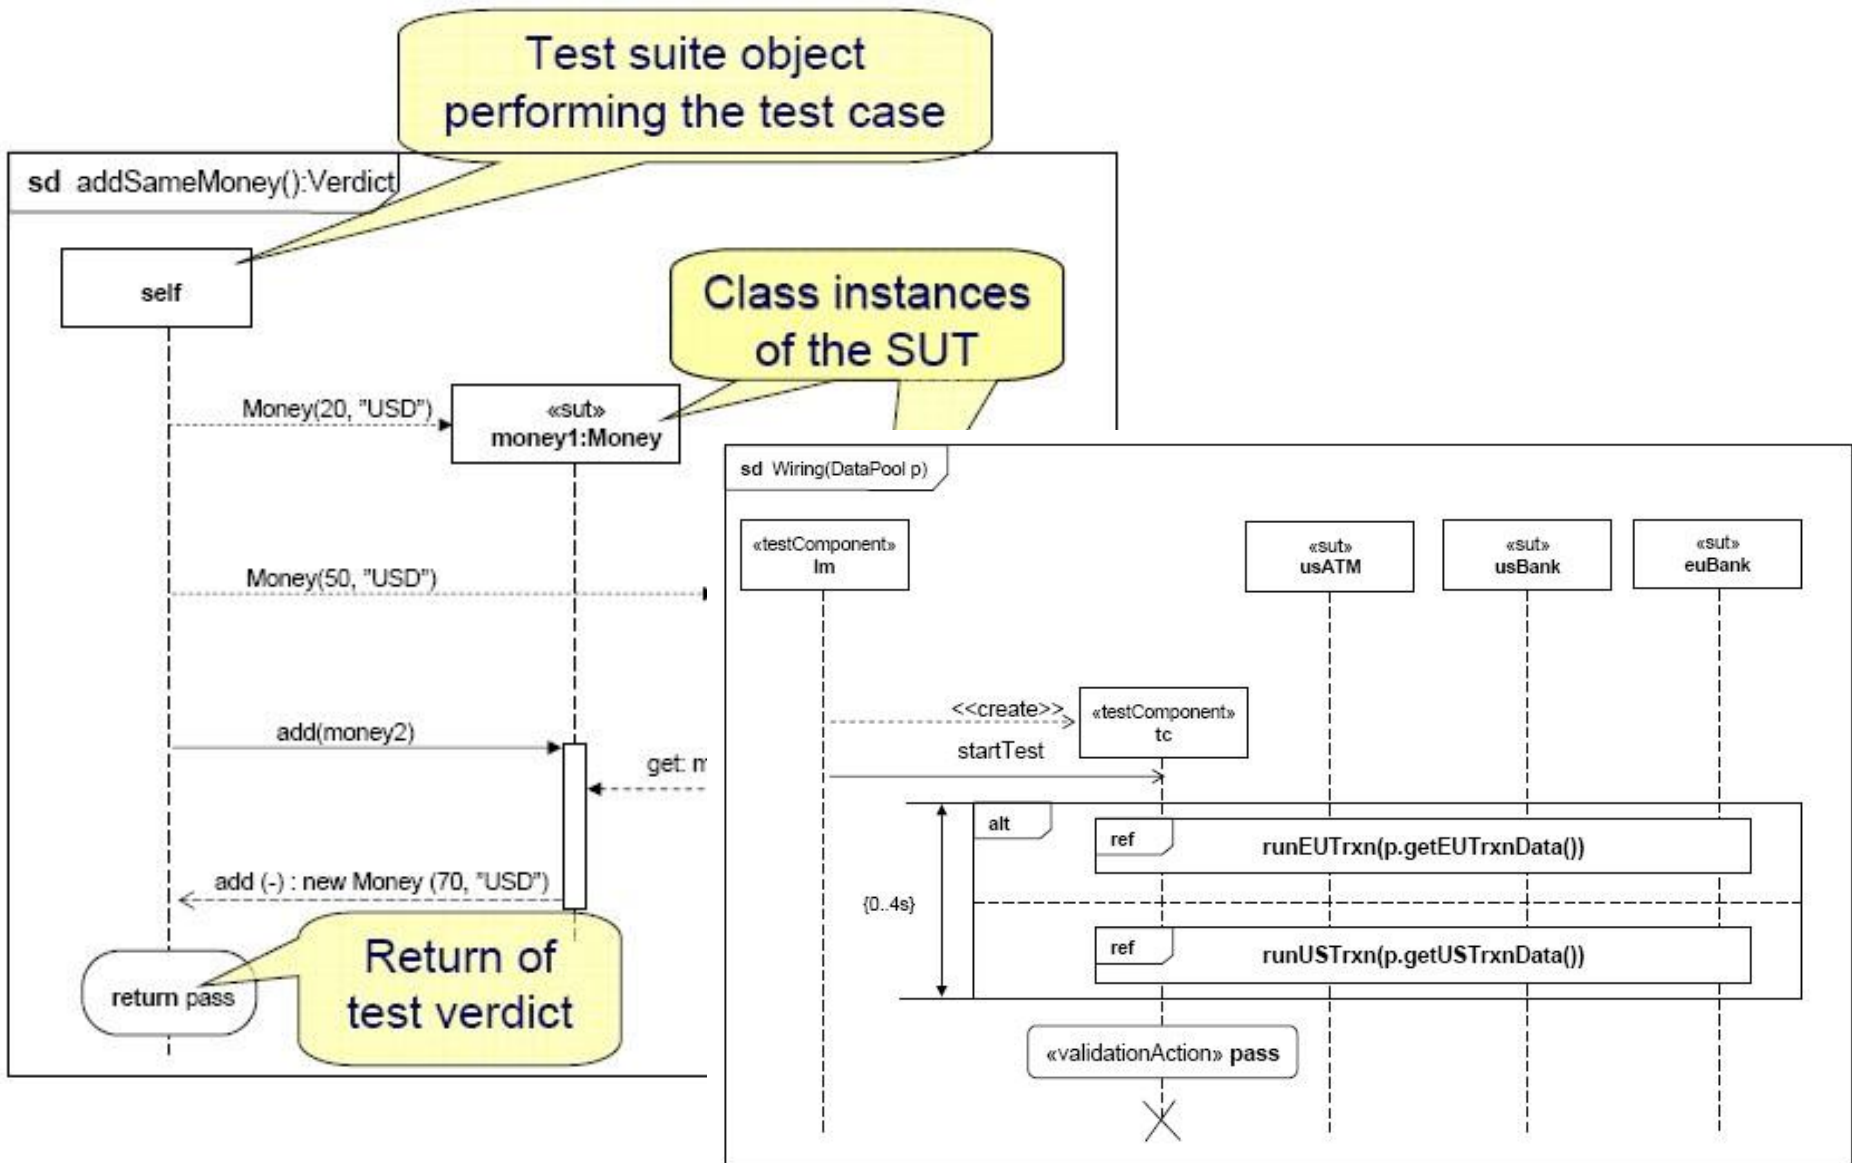 Test suite object
performing the test case
sd addSameMoney():Verdict
self
Class instances
of the SUT
Money(20, "USD")
«sut»
money1:Money
Money(50, "USD")
add(money2)
get: m
add (-) : new Money (70, "USD")
Return of
test verdict
return pass
sd Wiring(DataPool p)
«testComponent»
lm
«sut»
usATM
«sut»
usBank
«sut»
euBank
<<create>>
«testComponent»
tc
startTest
alt
ref
runEUTrxn(p.getEUTrxnData())
{0..4s}
ref
runUSTrxn(p.getUSTrxnData())
«validationAction» pass